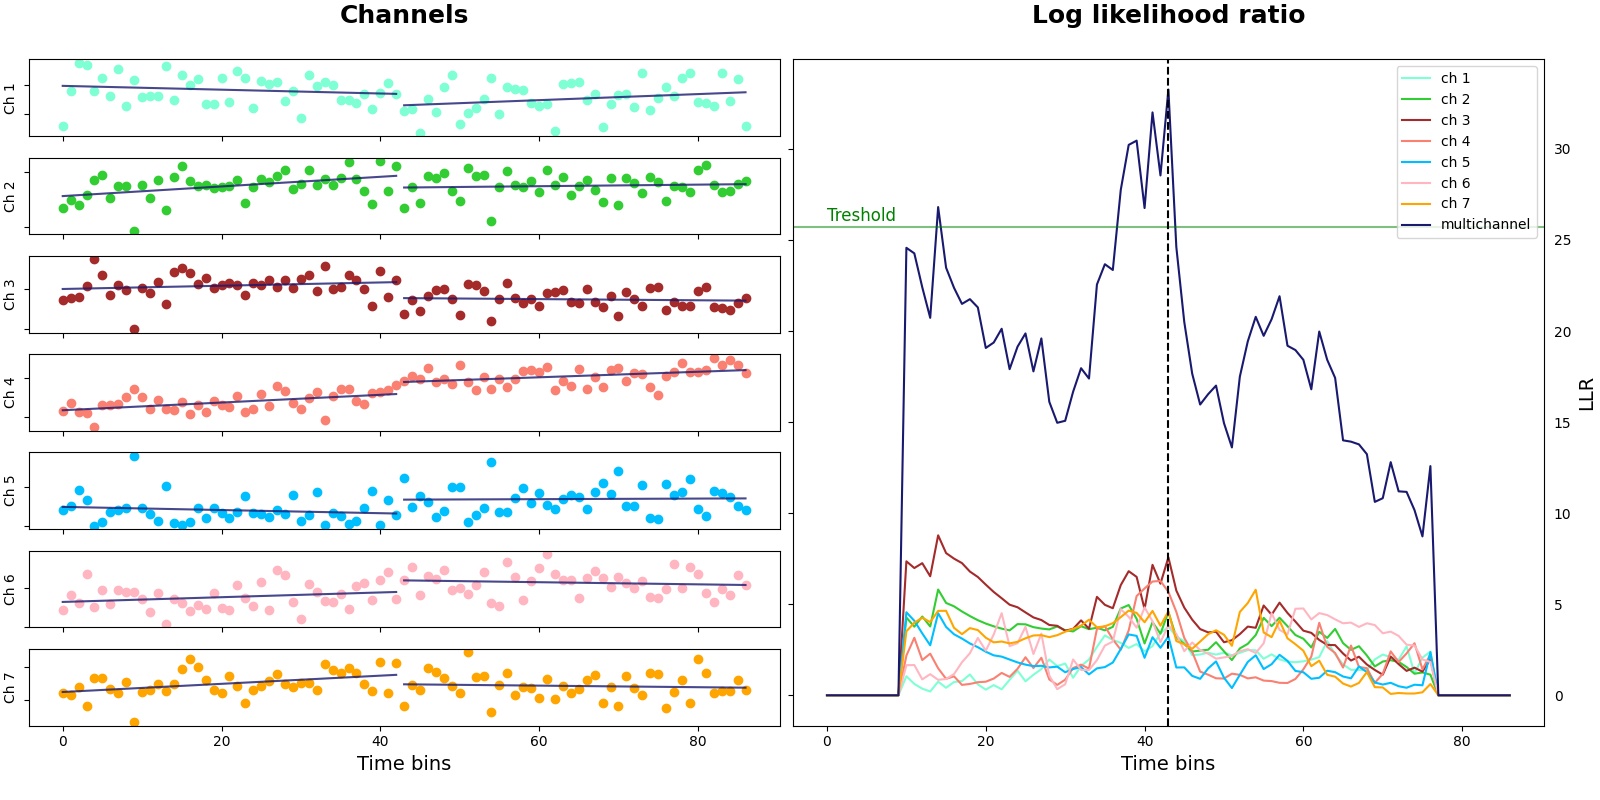 Channels
Ch 1
Ch 2
Ch 3
Ch 4
Ch 5
Ch 6
Ch 7
0 20 40 60 80
Time bins
Log likelihood ratio
Treshold
ch 1
ch 2
ch 3
ch 4
ch 5
ch 6
ch 7
multichannel
30
25
20
15
10
5
0
LLR
0 20 40 60 80
Time bins